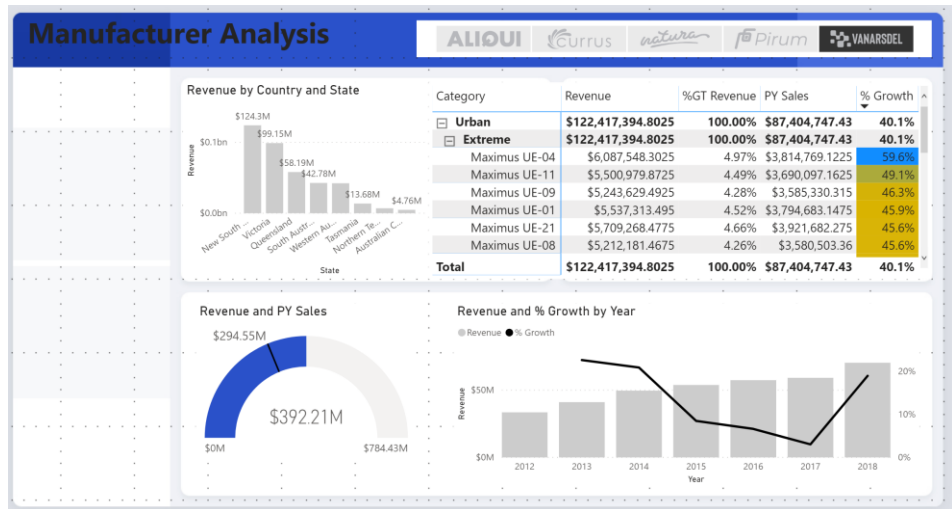 Manufacturer Analysis
ALIQUI
Currus
natura
Pirum
VANARSDEL
Revenue by Country and State
$124.3M
$99.15M
$58.19M
$42.78M
$13.68M
$4.76M
$0.1bn
$0.0bn
Revenue
New South ...
Victoria
Queensland
South Austr...
Western Au...
Tasmania
Northern Te...
Australian C...
State
Category Revenue %GT Revenue PY Sales % Growth
Urban $122,417,394.8025 100.00% $87,404,747.43 40.1%
Extreme $122,417,394.8025 100.00% $87,404,747.43 40.1%
Maximus UE-04 $6,087,548.3025 4.97% $3,814,769.1225 59.6%
Maximus UE-11 $5,500,979.8725 4.49% $3,690,097.1625 49.1%
Maximus UE-09 $5,243,629.4925 4.28% $3,585,330.315 46.3%
Maximus UE-01 $5,537,313.495 4.52% $3,794,683.1475 45.9%
Maximus UE-21 $5,709,268.4775 4.66% $3,921,682.275 45.6%
Maximus UE-08 $5,212,181.4675 4.26% $3,580,503.36 45.6%
Total $122,417,394.8025 100.00% $87,404,747.43 40.1%
Revenue and PY Sales
$294.55M
$392.21M
$0M
$784.43M
Revenue and % Growth by Year
Revenue % Growth
Revenue
$50M
$0M
20%
10%
0%
2012 2013 2014 2015 2016 2017 2018
Year